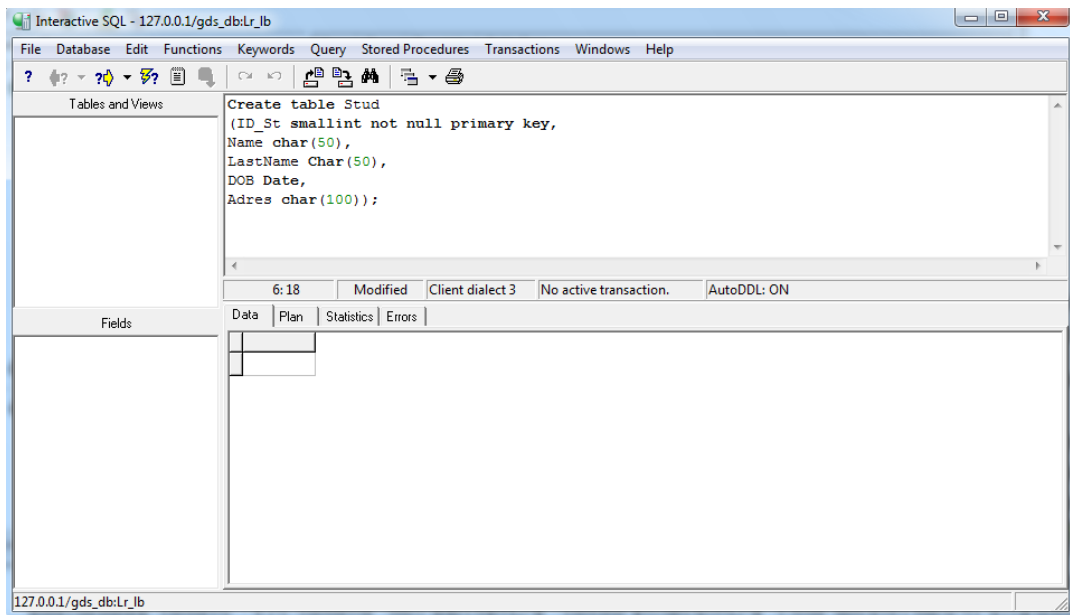 Interactive SQL - 127.0.0.1/gds_db:Lr_lb
File Database Edit Functions Keywords Query Stored Procedures Transactions Windows Help
Tables and Views
Create table Stud
(ID_St smallint not null primary key,
Name char(50),
LastName Char(50),
DOB Date,
Adres char(100));
6: 18 Modified Client dialect 3 No active transaction. AutoDDL: ON
Fields
Data Plan Statistics Errors
127.0.0.1/gds_db:Lr_lb